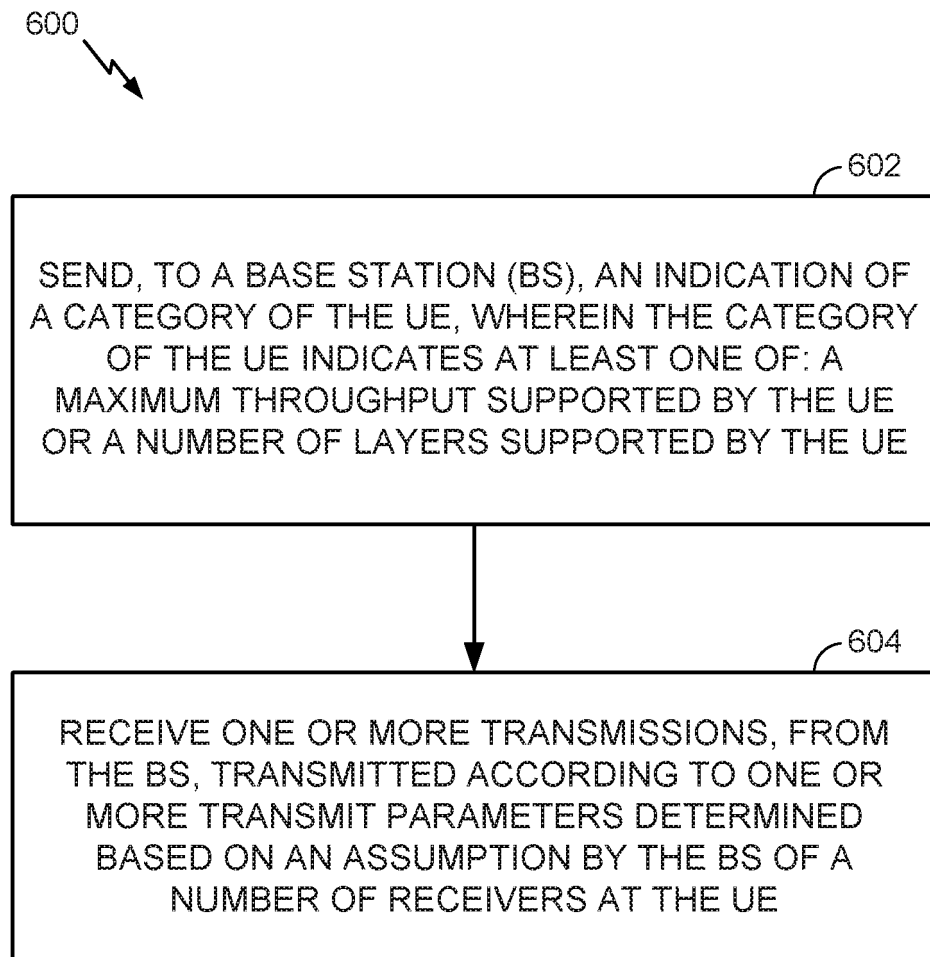 600
602
SEND, TO A BASE STATION (BS), AN INDICATION OF
A CATEGORY OF THE UE, WHEREIN THE CATEGORY
OF THE UE INDICATES AT LEAST ONE OF: A
MAXIMUM THROUGHPUT SUPPORTED BY THE UE
OR A NUMBER OF LAYERS SUPPORTED BY THE UE
604
RECEIVE ONE OR MORE TRANSMISSIONS, FROM
THE BS, TRANSMITTED ACCORDING TO ONE OR
MORE TRANSMIT PARAMETERS DETERMINED
BASED ON AN ASSUMPTION BY THE BS OF A
NUMBER OF RECEIVERS AT THE UE